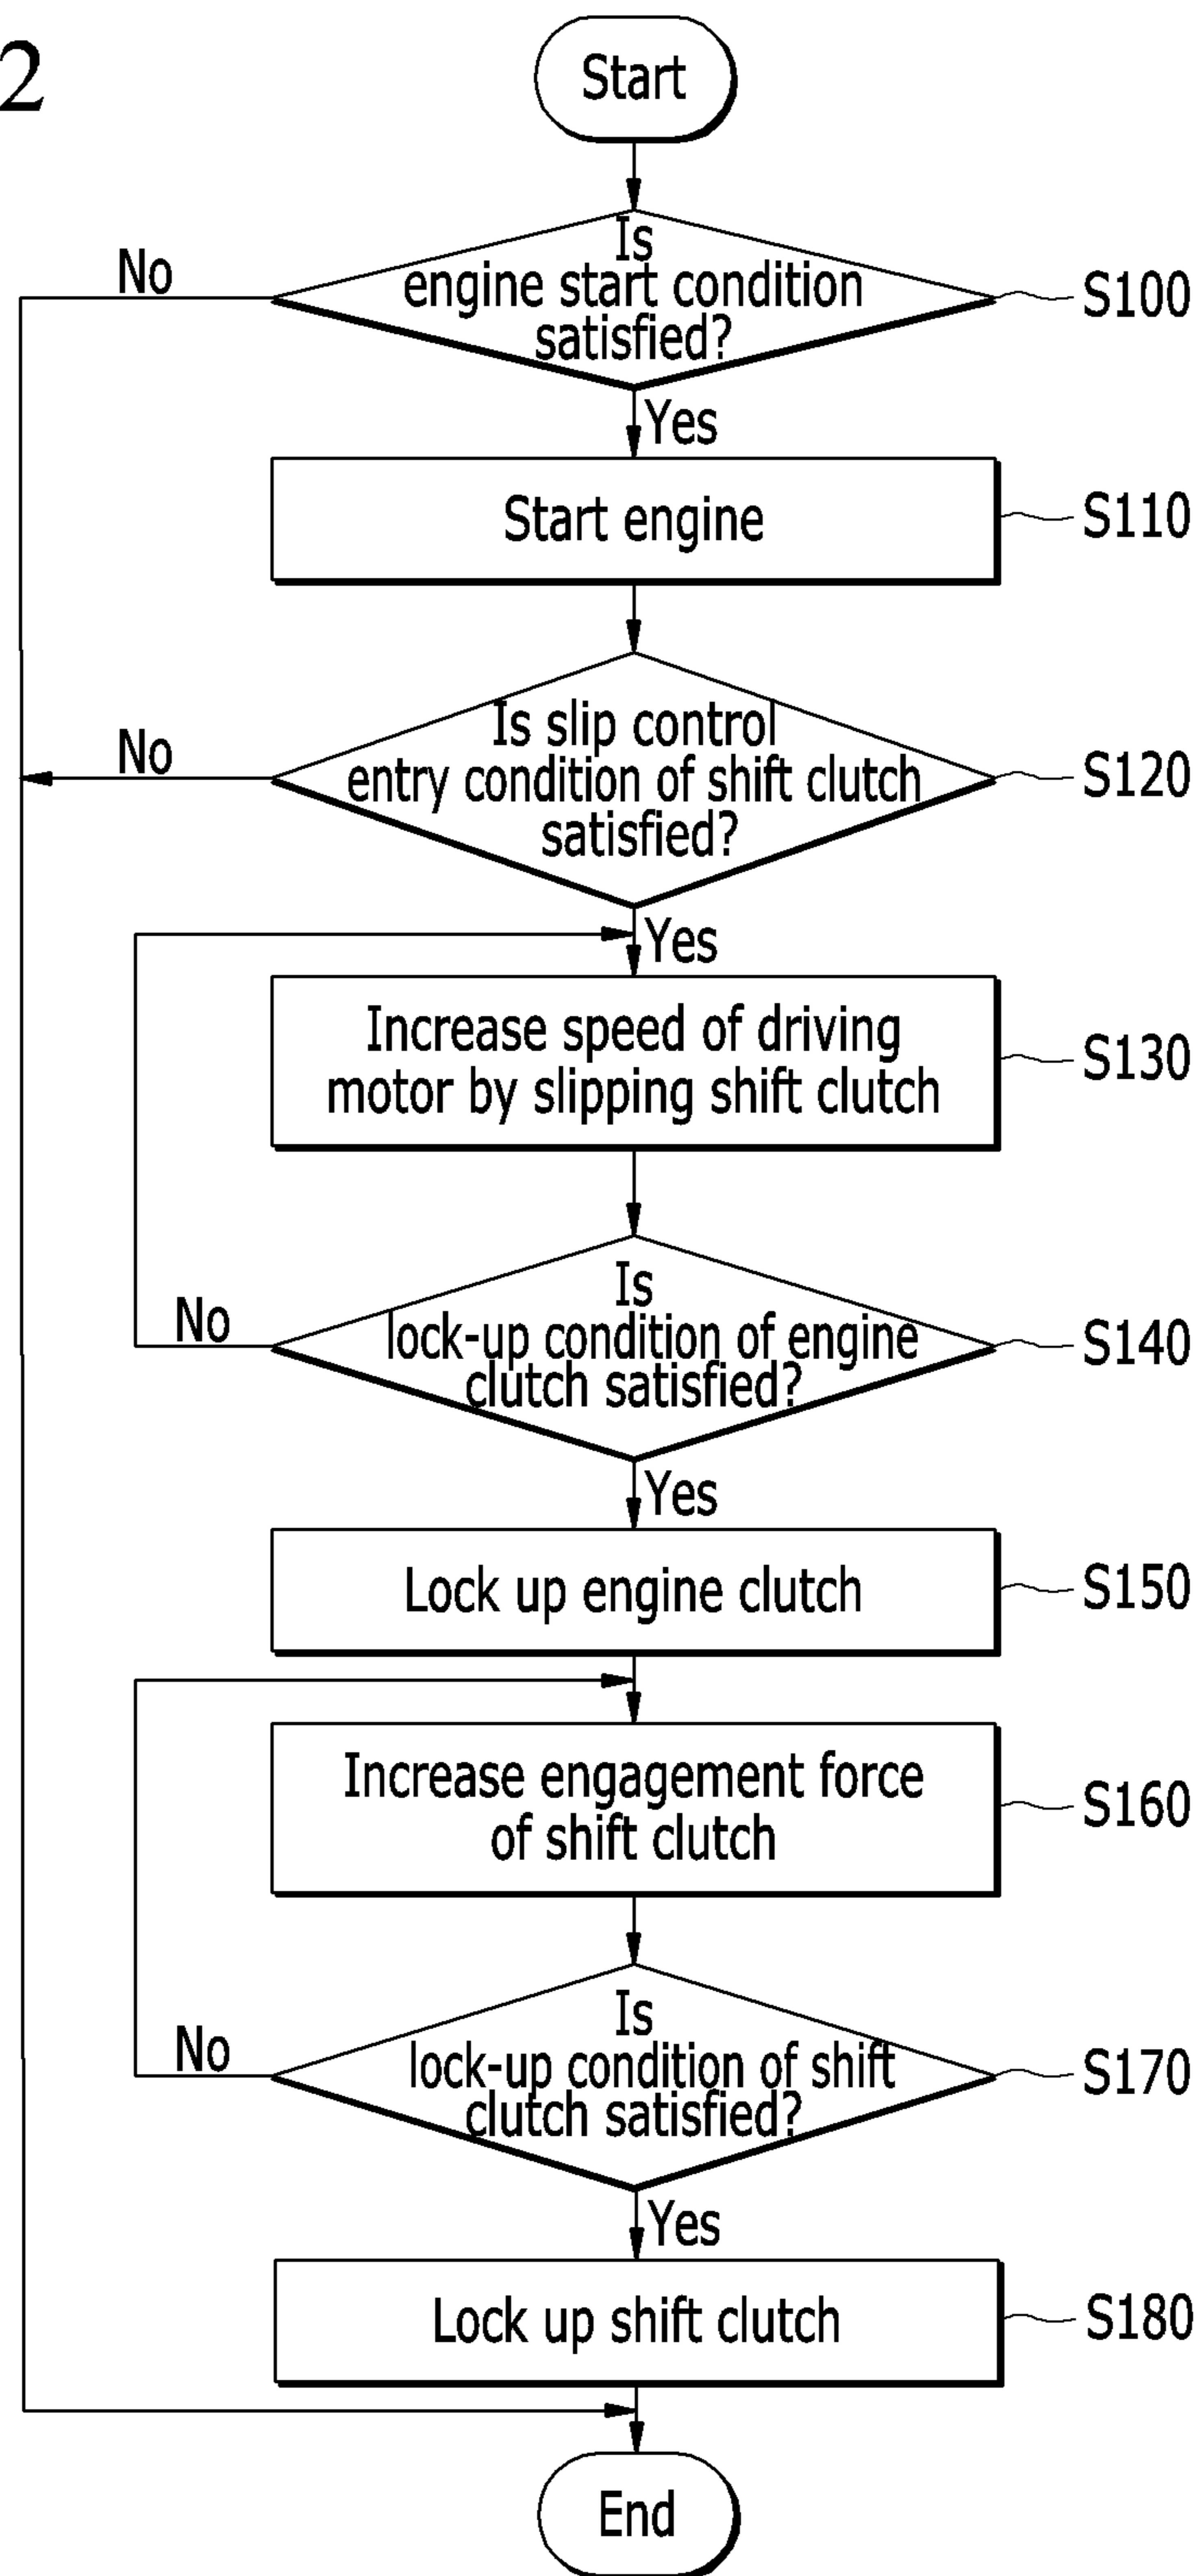 2
Start
Is
engine start condition
satisfied?
No
S100
Yes
Start engine
S110
Is slip control
entry condition of shift clutch
satisfied?
No
S120
Yes
Increase speed of driving
motor by slipping shift clutch
S130
Is
lock-up condition of engine
clutch satisfied?
No
S140
Yes
Lock up engine clutch
S150
Increase engagement force
of shift clutch
S160
Is
lock-up condition of shift
clutch satisfied?
No
S170
Yes
Lock up shift clutch
S180
End